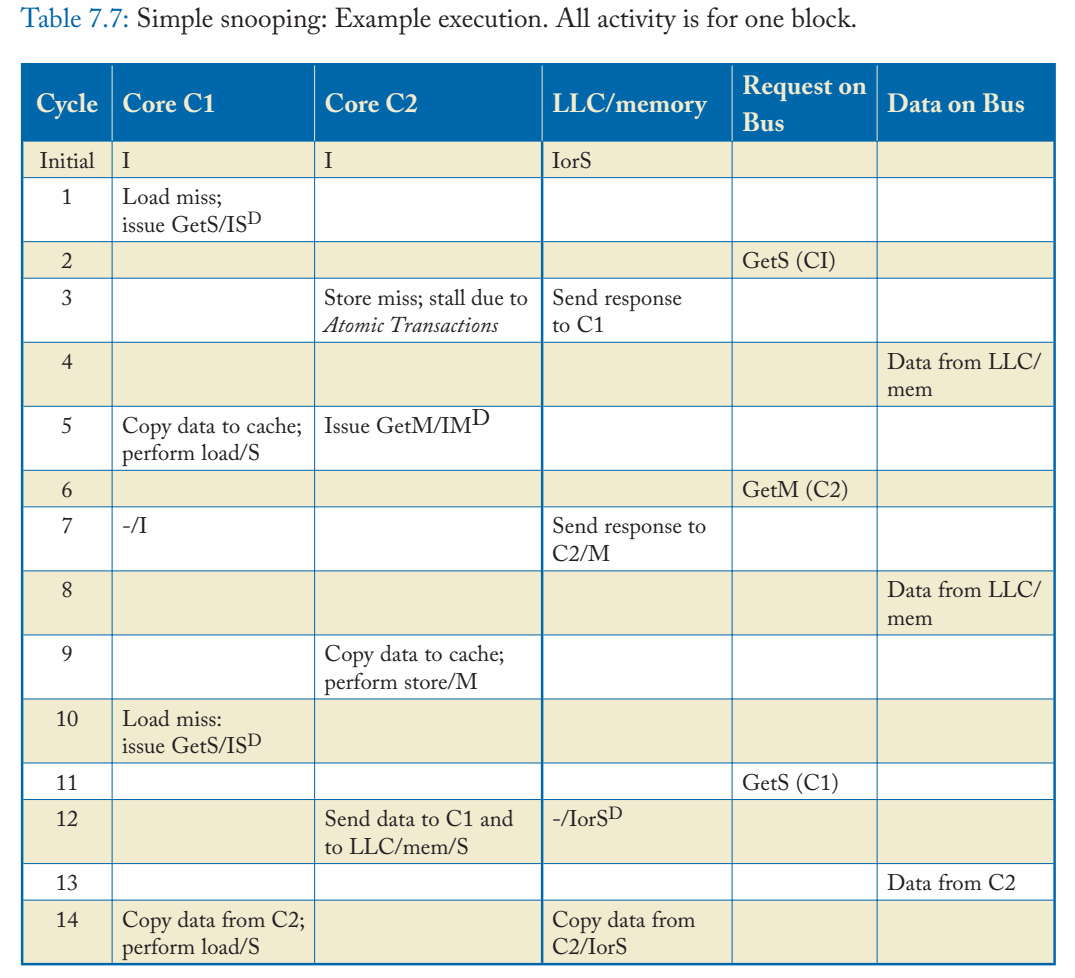 Table 7.7: Simple snooping: Example execution. All activity is for one block.
Cycle Core C1 Core C2 LLC/memory Request on Bus Data on Bus
Initial I I IorS
1 Load miss;
issue GetS/ISD
2 GetS (CI)
3 Store miss; stall due to Send response
Atomic Transactions to C1
4 Data from LLC/
mem
5 Copy data to cache; Issue GetM/IMD
perform load/S
6 GetM (C2)
7 -/I Send response to
C2/M
8 Data from LLC/
mem
9 Copy data to cache;
perform store/M
10 Load miss:
issue GetS/ISD
11 GetS (C1)
12 Send data to C1 and -/IorSD
to LLC/mem/S
13 Data from C2
14 Copy data from C2; Copy data from
perform load/S C2/IorS